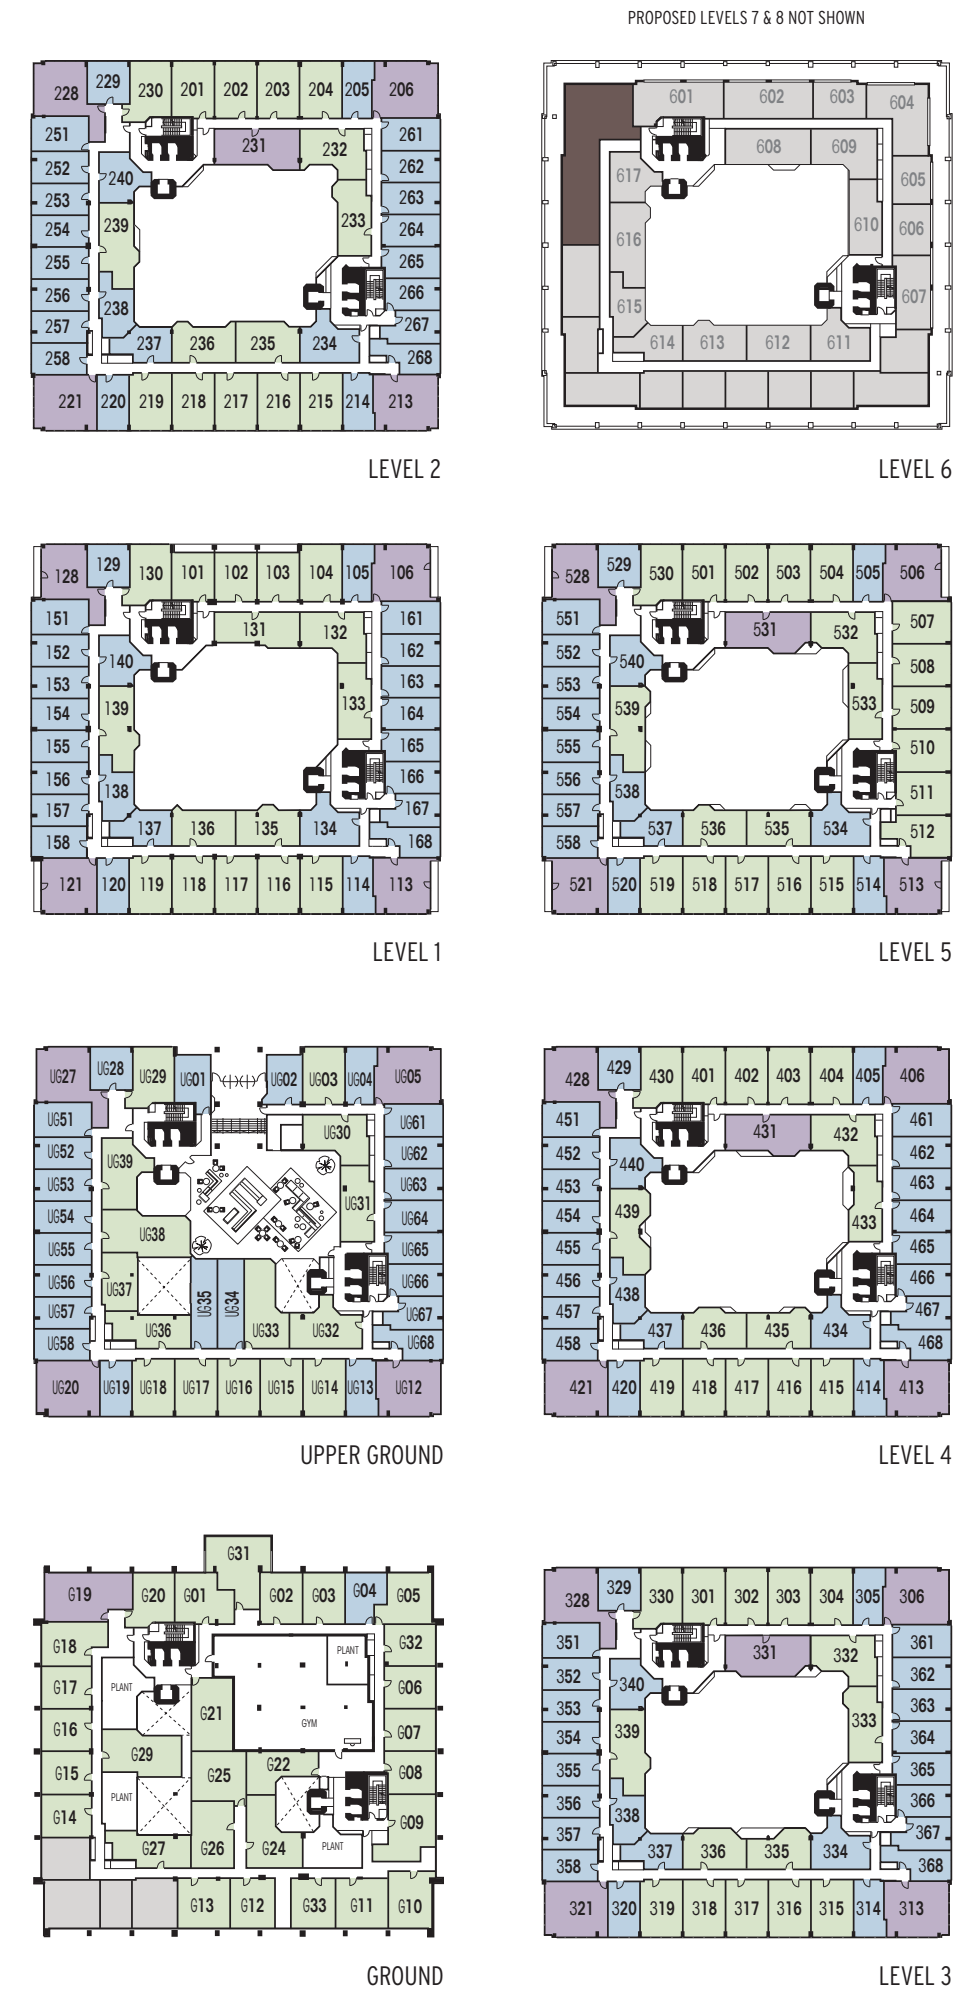 PROPOSED LEVELS 7 & 8 NOT SHOWN
228 229 230 201 202 203 204 205 206
251 231 232 261
252 240 262
253 239 233 263
254 264
255 265
256 238 266
257 237 236 235 234 267
258 268
221 220 219 218 217 216 215 214 213
LEVEL 2
601 602 603 604
608 609
617 605
616 610 606
615 607
614 613 612 611
LEVEL 6
128 129 130 101 102 103 104 105 106
151 131 132 161
152 140 162
153 139 133 163
154 164
155 165
156 138 166
157 137 136 135 134 167
158 168
121 120 119 118 117 116 115 114 113
LEVEL 1
528 529 530 501 502 503 504 505 506
551 531 532 507
552 540 508
553 539 533 509
554
555 510
556 538 511
557 537 536 535 534 512
558
521 520 519 518 517 516 515 514 513
LEVEL 5
UG27 UG28 UG29 UG01 UG02 UG03 UG04 UG05
UG51 UG30 UG61
UG52 UG39 UG62
UG53 UG31 UG63
UG54 UG38 UG64
UG55 UG65
UG56 UG37 UG35 UG34 UG66
UG57 UG36 UG33 UG32 UG67
UG58 UG68
UG20 UG19 UG18 UG17 UG16 UG15 UG14 UG13 UG12
UPPER GROUND
428 429 430 401 402 403 404 405 406
451 431 432 461
452 440 462
453 439 433 463
454 464
455 465
456 438 466
457 437 436 435 434 467
458 468
421 420 419 418 417 416 415 414 413
LEVEL 4
G31
G19 G20 G01 G02 G03 G04 G05
G18 PLANT G32
G17 PLANT G21 G06
G16 GYM G07
G15 G29 G25 G22 G08
G14 PLANT G09
G27 G26 G24 PLANT
G13 G12 G33 G11 G10
GROUND
328 329 330 301 302 303 304 305 306
351 331 332 361
352 340 362
353 339 333 363
354 364
355 365
356 338 366
357 337 336 335 334 367
358 368
321 320 319 318 317 316 315 314 313
LEVEL 3